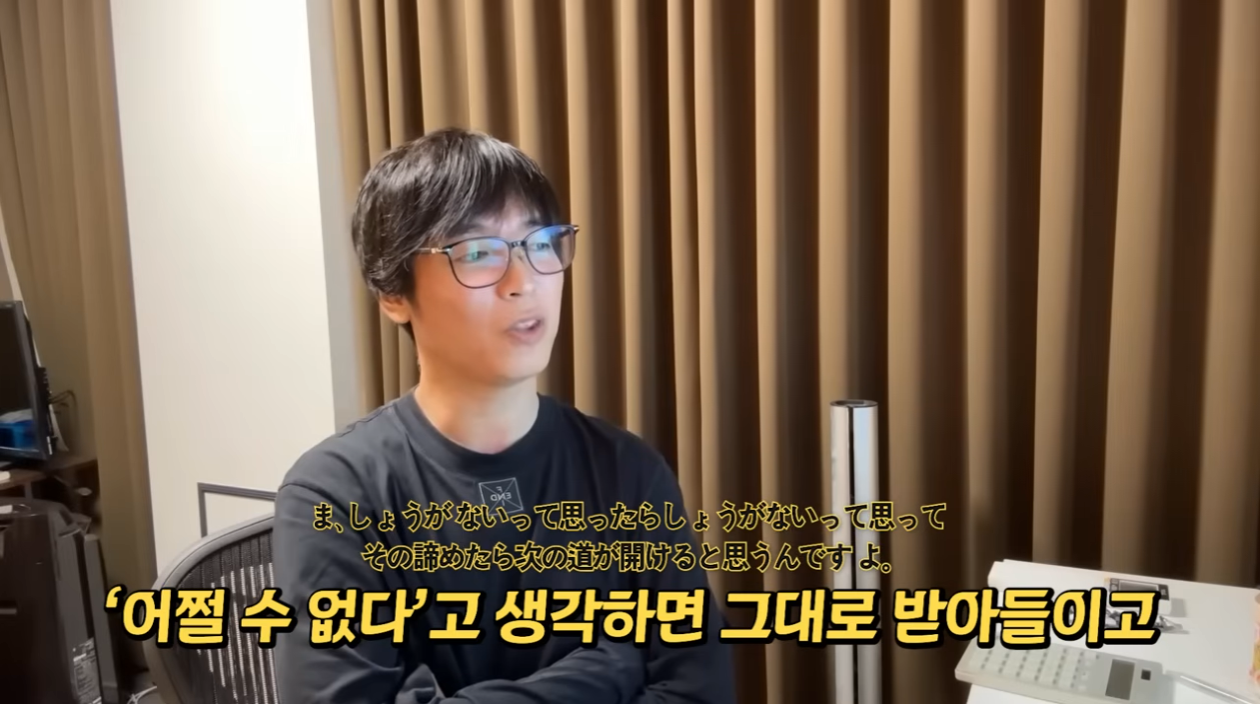 ま、しょうがないって思ったらしょうがないって思って
その諦めたら次の道が開けると思うんですよ。
‘어쩔 수 없다’고 생각하면 그대로 받아들이고